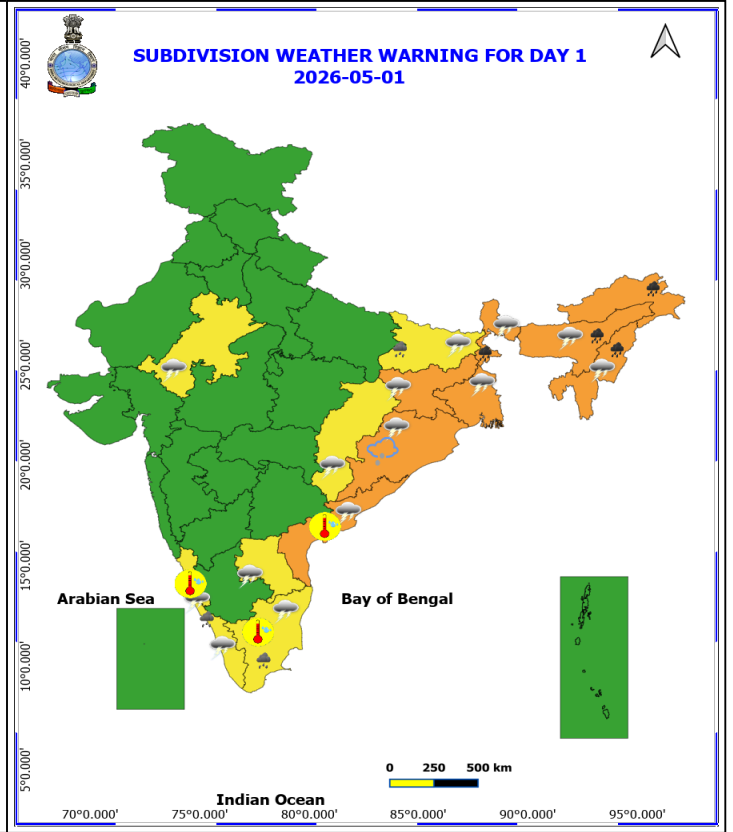 SUBDIVISION WEATHER WARNING FOR DAY 1
2026-05-01
40°0.000'
35°0.000'
30°0.000'
25°0.000'
20°0.000'
15°0.000'
10°0.000'
5°0.000'
Arabian Sea
Bay of Bengal
0 250 500 km
Indian Ocean
70°0.000' 75°0.000' 80°0.000' 85°0.000' 90°0.000' 95°0.000'